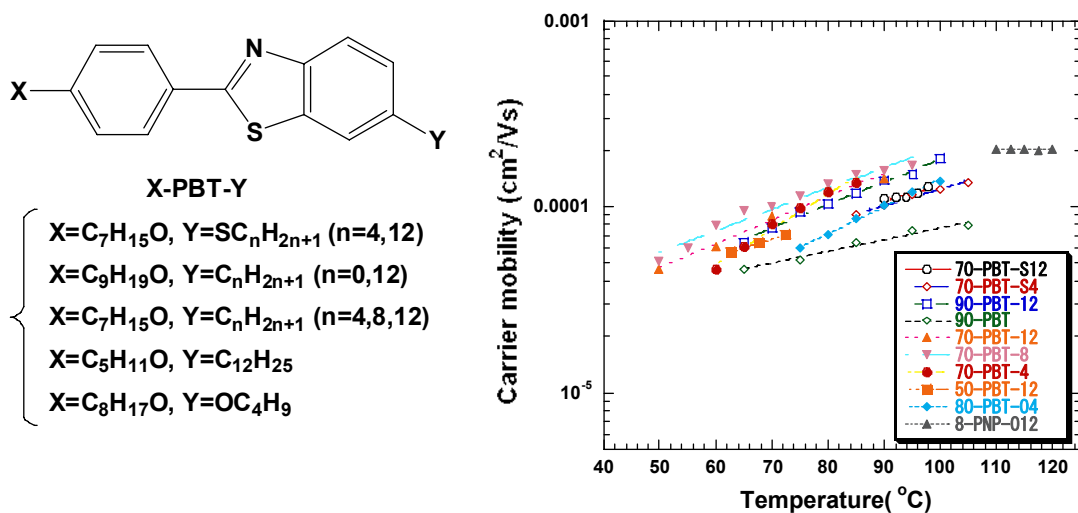 X
N
S
Y
X-PBT-Y
X=C₇H₁₅O, Y=SCₙH₂ₙ₊₁ (n=4,12)
X=C₉H₁₉O, Y=CₙH₂ₙ₊₁ (n=0,12)
X=C₇H₁₅O, Y=CₙH₂ₙ₊₁ (n=4,8,12)
X=C₅H₁₁O, Y=C₁₂H₂₅
X=C₈H₁₇O, Y=OC₄H₉
Carrier mobility (cm²/Vs)
0.001
0.0001
10⁻⁵
70-PBT-S12
70-PBT-S4
90-PBT-12
90-PBT
70-PBT-12
70-PBT-8
70-PBT-4
50-PBT-12
80-PBT-04
8-PNP-012
40 50 60 70 80 90 100 110 120
Temperature( °C)